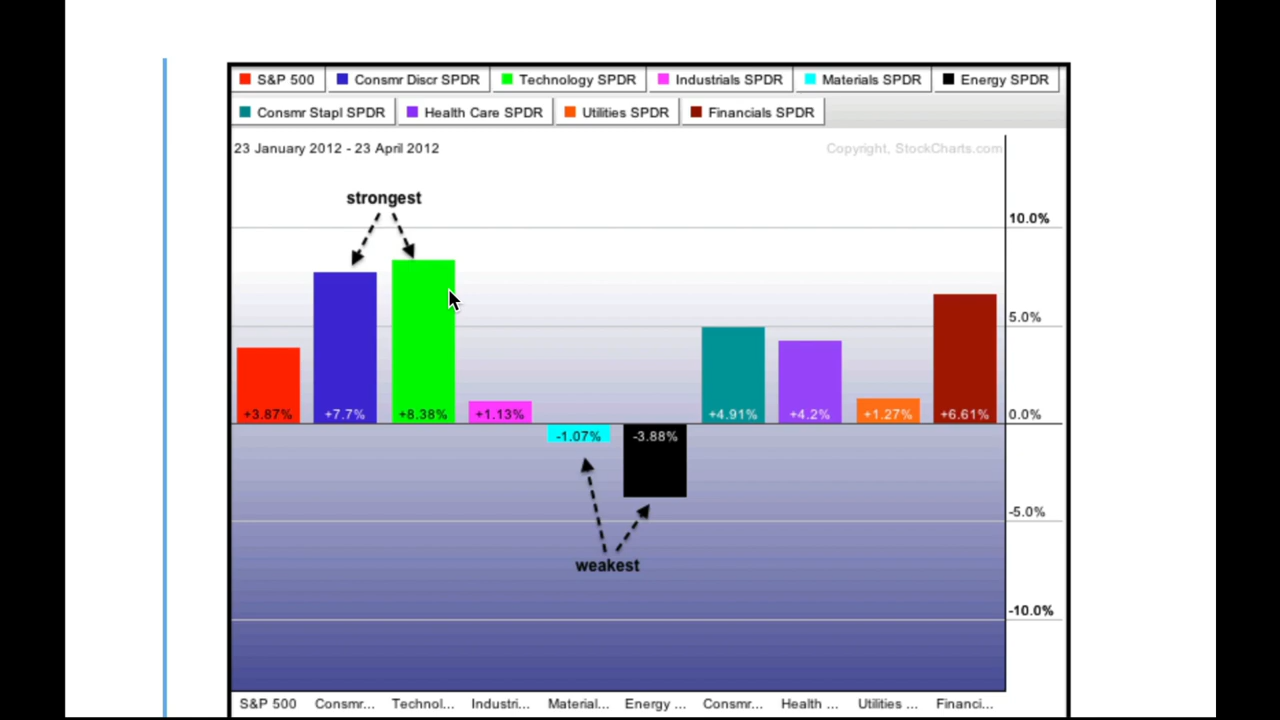 S&P 500 Consmr Discr SPDR Technology SPDR Industrials SPDR Materials SPDR Energy SPDR
Consmr Stapl SPDR Health Care SPDR Utilities SPDR Financials SPDR
23 January 2012 - 23 April 2012 Copyright, StockCharts.com
strongest
10.0%
5.0%
+3.87% +7.7% +8.38% +1.13% +4.91% +4.2% +1.27% +6.61% 0.0%
-1.07% -3.88%
-5.0%
weakest
-10.0%
S&P 500 Consmr... Technol... Industri... Material... Energy ... Consmr... Health ... Utilities ... Financi...